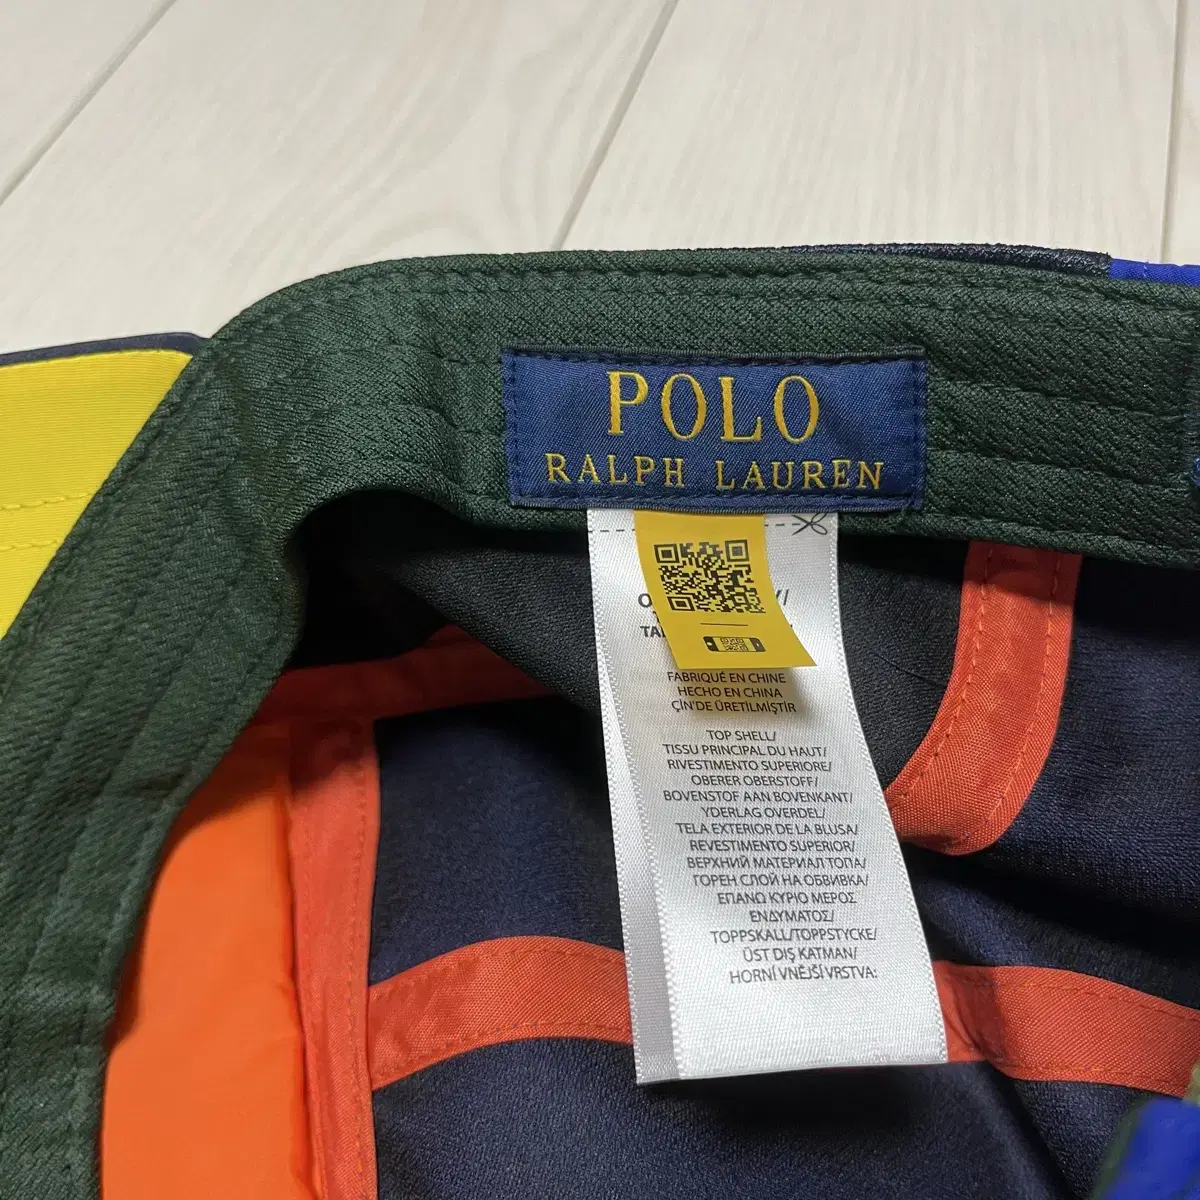 POLO
RALPH LAUREN
FABRIQUÉ EN CHINE
HECHO EN CHINA
ÇİN'DE ÜRETİLMİŞTİR
TOP SHELL/
TISSU PRINCIPAL DU HAUT/
RIVESTIMENTO SUPERIORE/
OBERER OBERSTOFF/
BOVENSTOF AAN BOVENKANT/
YDERLAG OVERDEL/
TELA EXTERIOR DE LA BLUSA/
REVESTIMENTO SUPERIOR/
ВЕРХНИЙ МАТЕРИАЛ ТОПА/
ГОРЕН СЛОЙ НА ОБВИВКА/
ΕΠΑΝΩ ΚΥΡΙΟ ΜΕΡΟΣ
ΕΝΔΥΜΑΤΟΣ/
TOPPSKALL/TOPPSTYCKE/
ÜST DIŞ KATMAN/
HORNÍ VNĚJŠÍ VRSTVA: